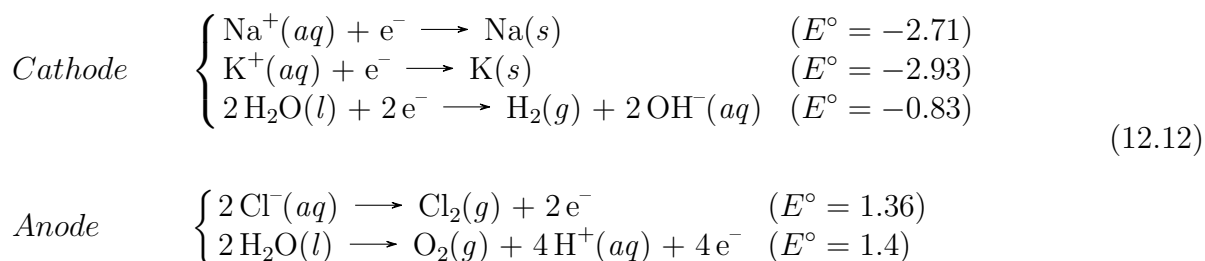 Na⁺(aq) + e⁻ ⟶ Na(s) (E° = −2.71)
Cathode K⁺(aq) + e⁻ ⟶ K(s) (E° = −2.93)
2 H₂O(l) + 2 e⁻ ⟶ H₂(g) + 2 OH⁻(aq) (E° = −0.83)
(12.12)
2 Cl⁻(aq) ⟶ Cl₂(g) + 2 e⁻ (E° = 1.36)
Anode
2 H₂O(l) ⟶ O₂(g) + 4 H⁺(aq) + 4 e⁻ (E° = 1.4)